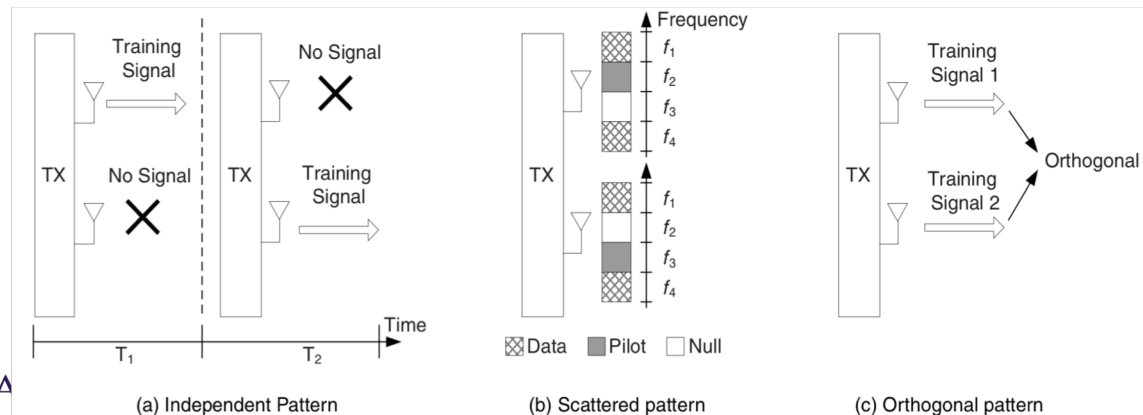 Training
Signal
No Signal
TX
No Signal
TX
Training
Signal
T1
T2
Time
(a) Independent Pattern
Frequency
f1
f2
f3
f4
TX
f1
f2
f3
f4
Data
Pilot
Null
(b) Scattered pattern
Training
Signal 1
TX
Orthogonal
Training
Signal 2
(c) Orthogonal pattern